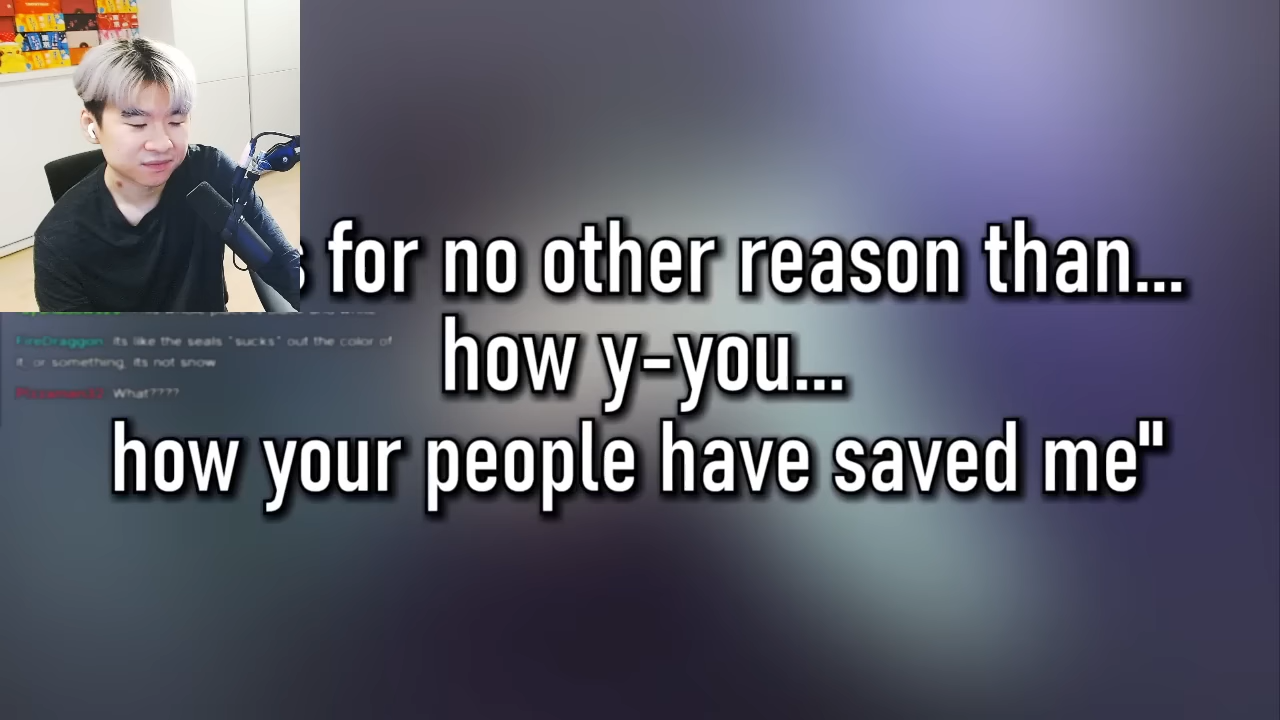 for no other reason than...
how y-you...
FireDraggon its like the seals "sucks" out the color of
it, or something, its not snow
What????
how your people have saved me"